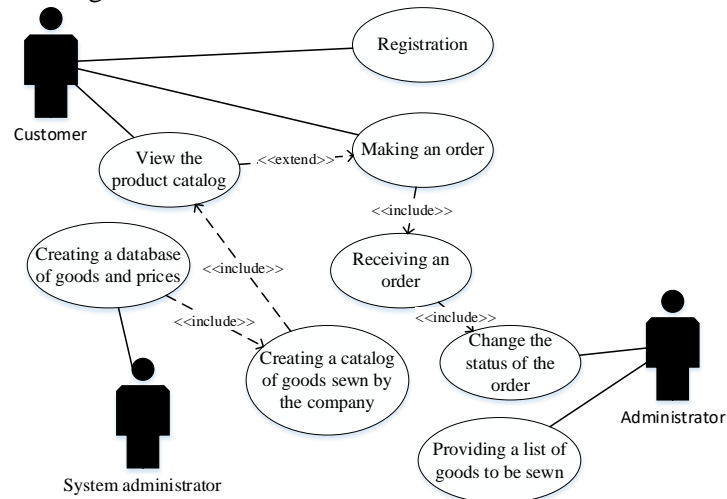 Registration
Customer
View the
product catalog
<<extend>>
Making an order
<<include>>
Creating a database
of goods and prices
<<include>>
Receiving an
order
<<include>>
<<include>>
Creating a catalog
of goods sewn by
the company
Change the
status of the
order
Administrator
Providing a list of
goods to be sewn
System administrator